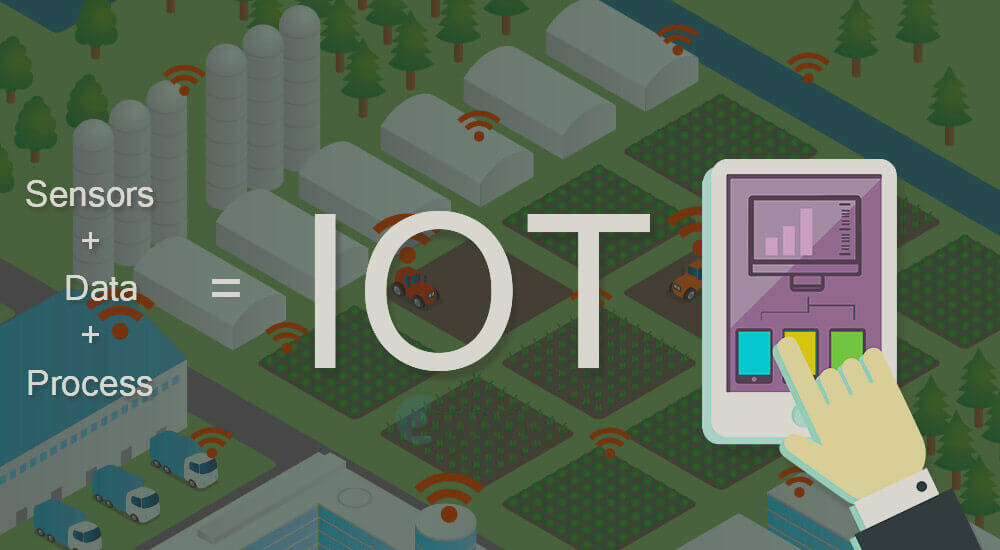 Sensors
+
Data
+
Process
=
IOT